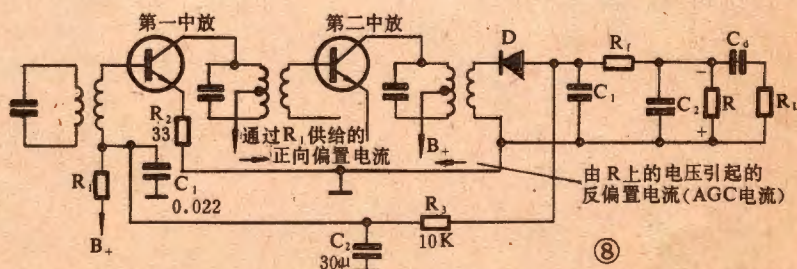 第一中放
第二中放
D
R₁
C₁
R₂
33
C₁
0.022
B₊
通过R₁供给的
正向偏置电流
B₊
Rf
C₂
−
+
R
Cd
RL
由R上的电压引起的
反偏置电流(AGC电流)
R₃
10K
C₂
30μ
⑧